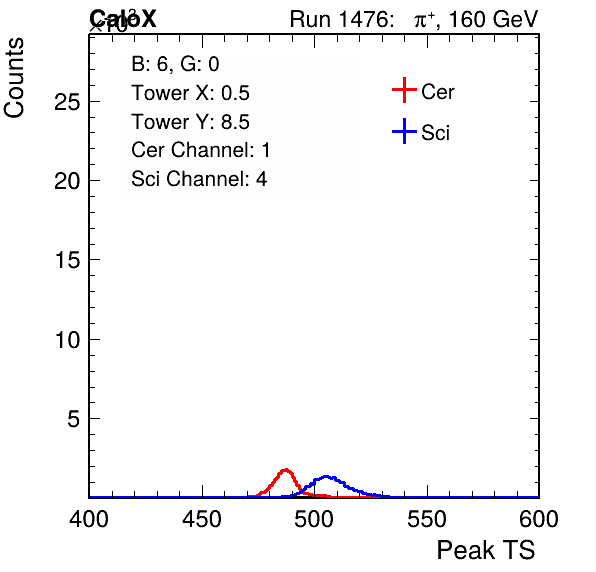 CaloX
×10³
Run 1476: π⁺, 160 GeV
Counts
B: 6, G: 0
Tower X: 0.5
Tower Y: 8.5
Cer Channel: 1
Sci Channel: 4
Cer
Sci
25
20
15
10
5
400 450 500 550 600
Peak TS